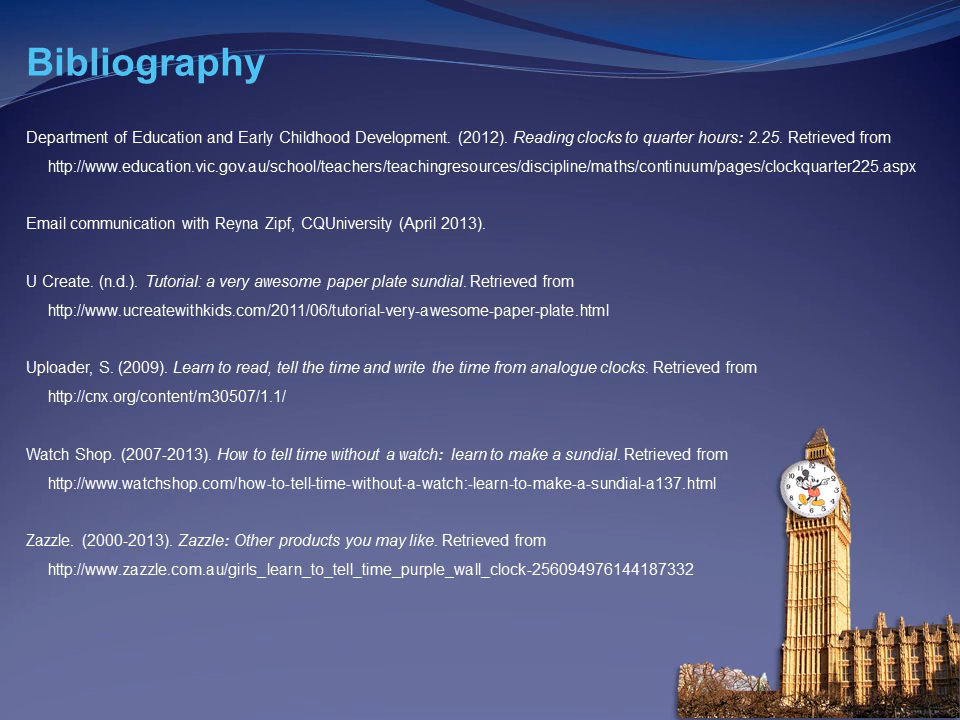 Bibliography
Department of Education and Early Childhood Development. (2012). Reading clocks to quarter hours: 2.25. Retrieved from
http://www.education.vic.gov.au/school/teachers/teachingresources/discipline/maths/continuum/pages/clockquarter225.aspx
Email communication with Reyna Zipf, CQUniversity (April 2013).
U Create. (n.d.). Tutorial: a very awesome paper plate sundial. Retrieved from
http://www.ucreatewithkids.com/2011/06/tutorial-very-awesome-paper-plate.html
Uploader, S. (2009). Learn to read, tell the time and write the time from analogue clocks. Retrieved from
http://cnx.org/content/m30507/1.1/
Watch Shop. (2007-2013). How to tell time without a watch: learn to make a sundial. Retrieved from
http://www.watchshop.com/how-to-tell-time-without-a-watch:-learn-to-make-a-sundial-a137.html
Zazzle. (2000-2013). Zazzle: Other products you may like. Retrieved from
http://www.zazzle.com.au/girls_learn_to_tell_time_purple_wall_clock-256094976144187332